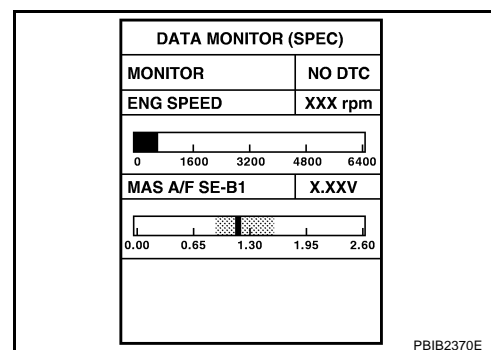 DATA MONITOR (SPEC)
MONITOR NO DTC
ENG SPEED XXX rpm
0 1600 3200 4800 6400
MAS A/F SE-B1 X.XXV
0.00 0.65 1.30 1.95 2.60
PBIB2370E